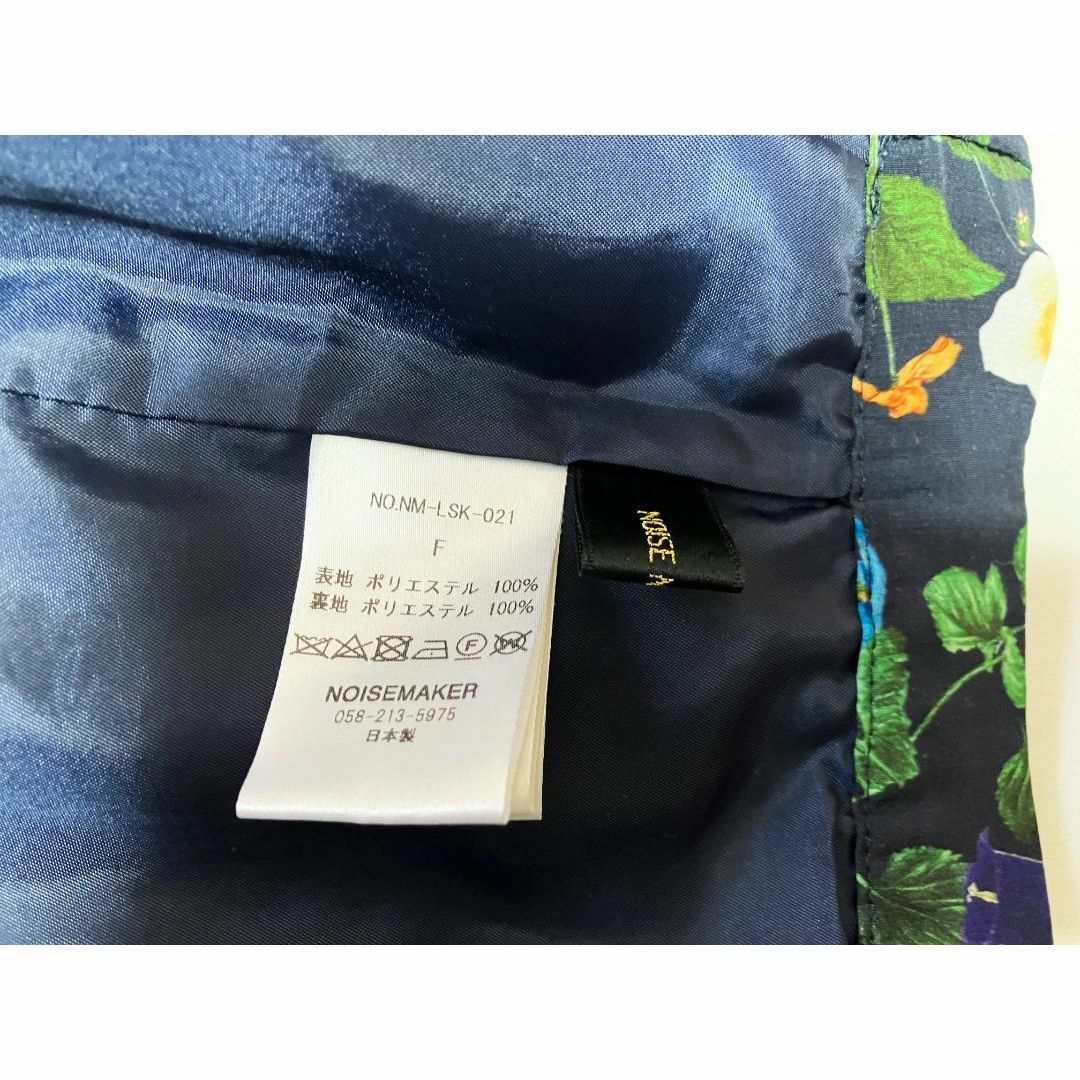 NO.NM-LSK-021
F
表地 ポリエステル 100%
裏地 ポリエステル 100%
F
NOISEMAKER
058-213-5975
日本製
NOISE